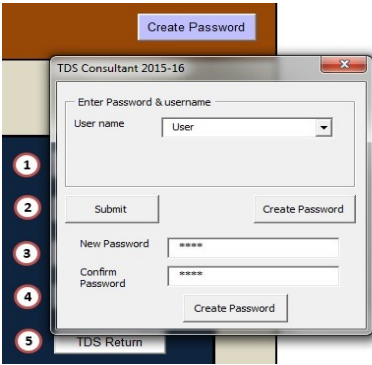 Create Password
TDS Consultant 2015-16
Enter Password & username
User name
User
Submit
Create Password
New Password
****
Confirm
Password
****
Create Password
1
2
3
4
5
TDS Return